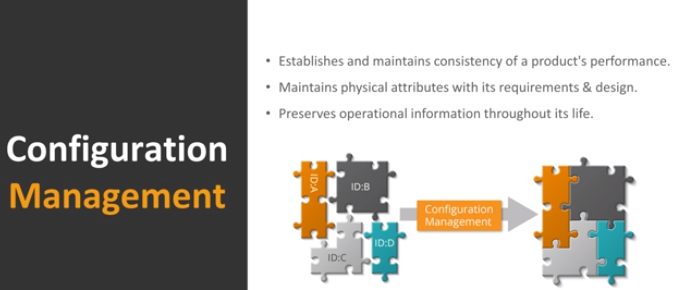 Configuration
Management
• Establishes and maintains consistency of a product's performance.
• Maintains physical attributes with its requirements & design.
• Preserves operational information throughout its life.
ID:A
ID:B
ID:C
ID:D
Configuration
Management